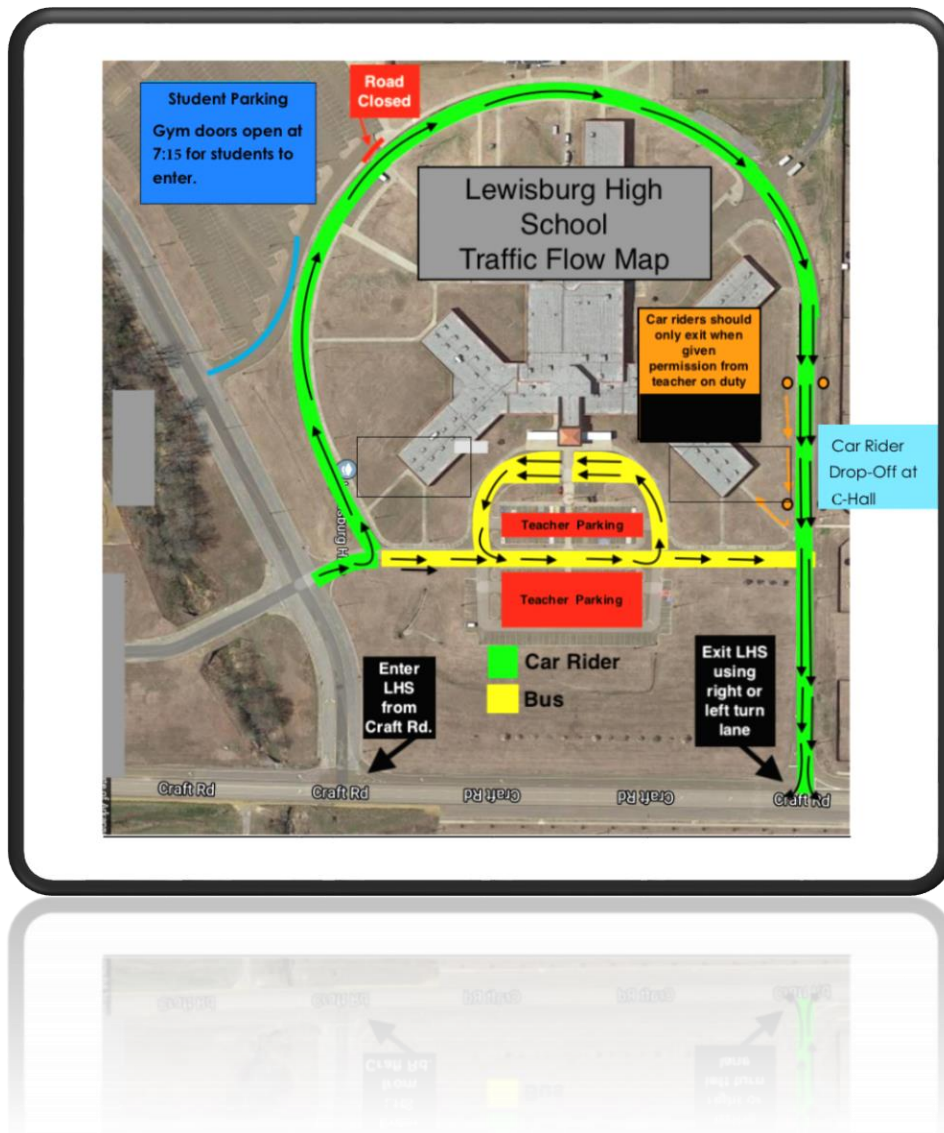 Student Parking
Gym doors open at
7:15 for students to
enter.
Road
Closed
Lewisburg High
School
Traffic Flow Map
Car riders should
only exit when
given
permission from
teacher on duty
Car Rider
Drop-Off at
C-Hall
sburg Hi
Teacher Parking
Teacher Parking
Car Rider
Bus
Enter
LHS
from
Craft Rd.
Exit LHS
using
right or
left turn
lane
Craft Rd
Craft Rd
Craft Rd
Craft Rd
Craft Rd